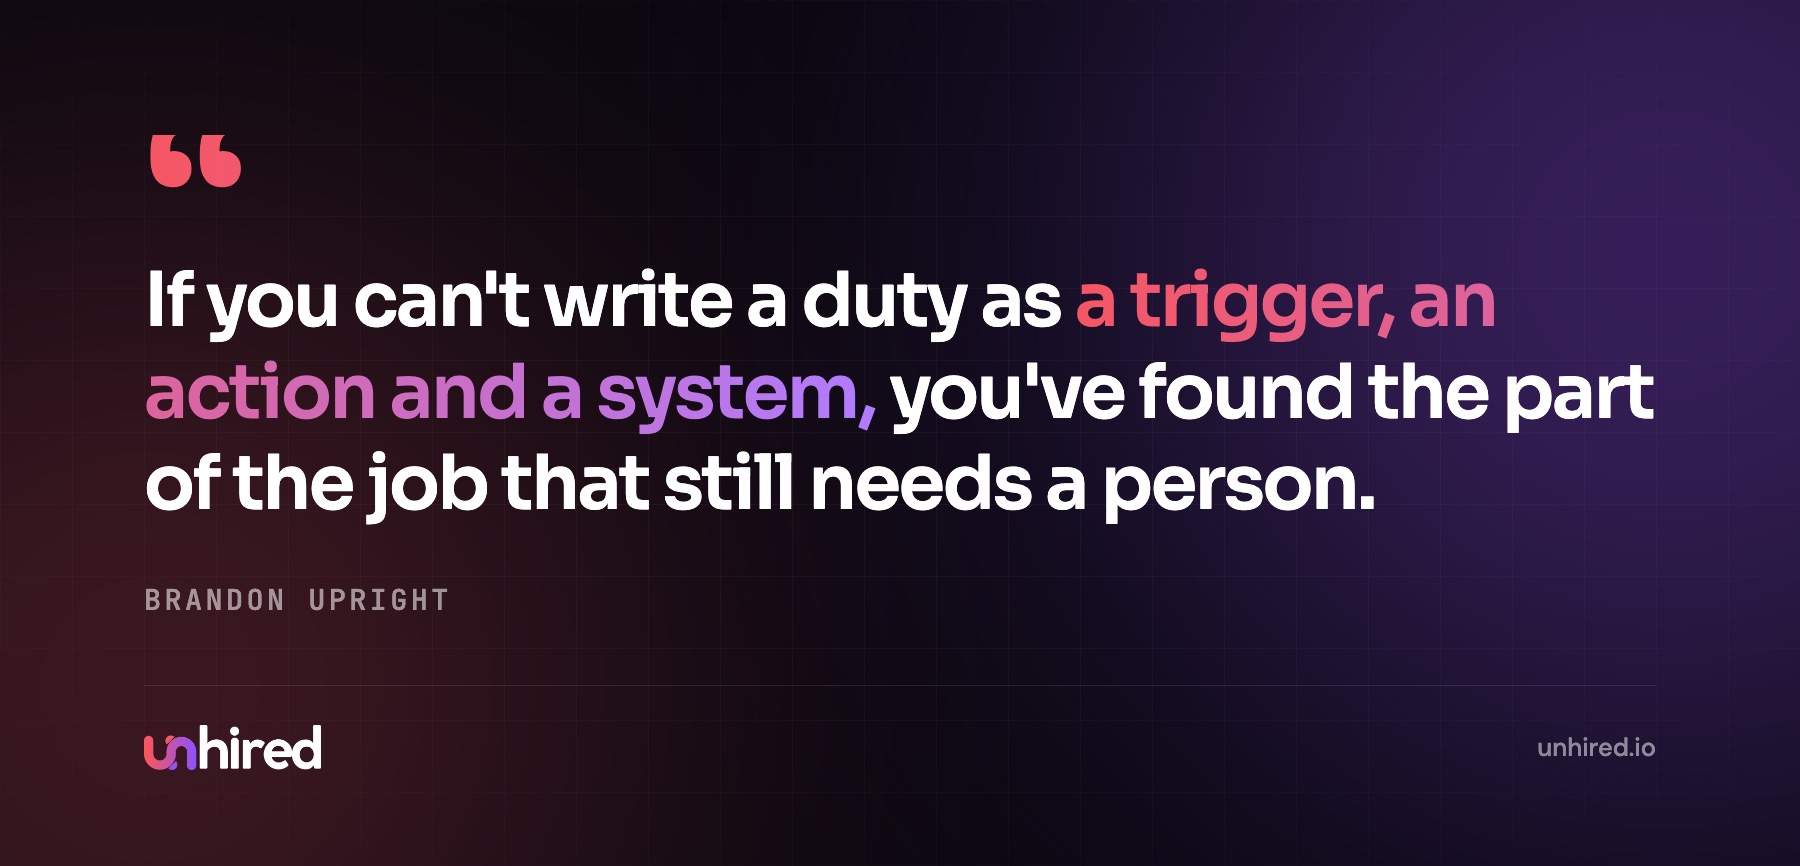 “
If you can't write a duty as a trigger, an
action and a system, you've found the part
of the job that still needs a person.
BRANDON UPRIGHT
unhired
unhired.io